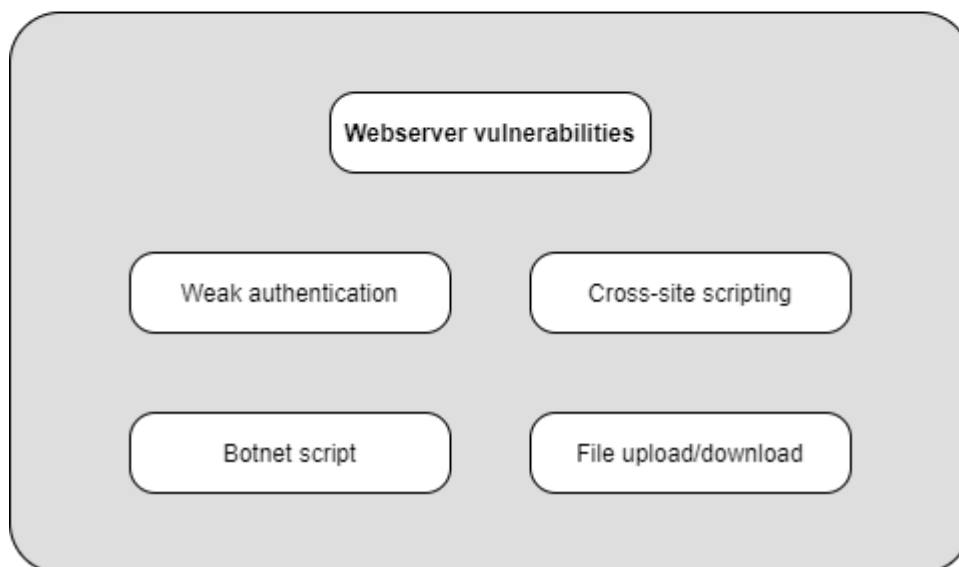 Webserver vulnerabilities
Weak authentication
Cross-site scripting
Botnet script
File upload/download